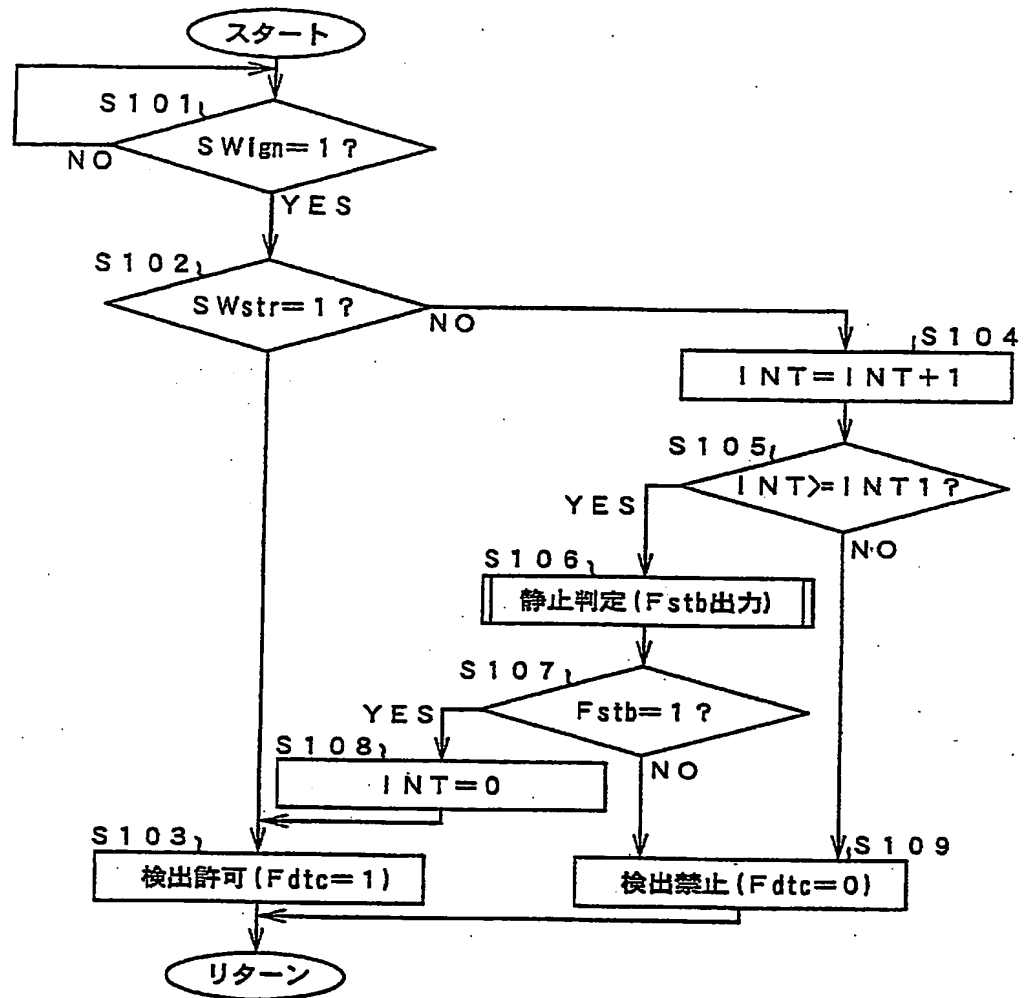 スタート
S101
SWign=1?
NO
YES
S102
SWstr=1?
NO
S104
INT=INT+1
S105
INT>=INT1?
YES
NO
S106
静止判定(Fstb出力)
S107
Fstb=1?
YES
NO
S108
INT=0
S103
検出許可(Fdtc=1)
S109
検出禁止(Fdtc=0)
リターン